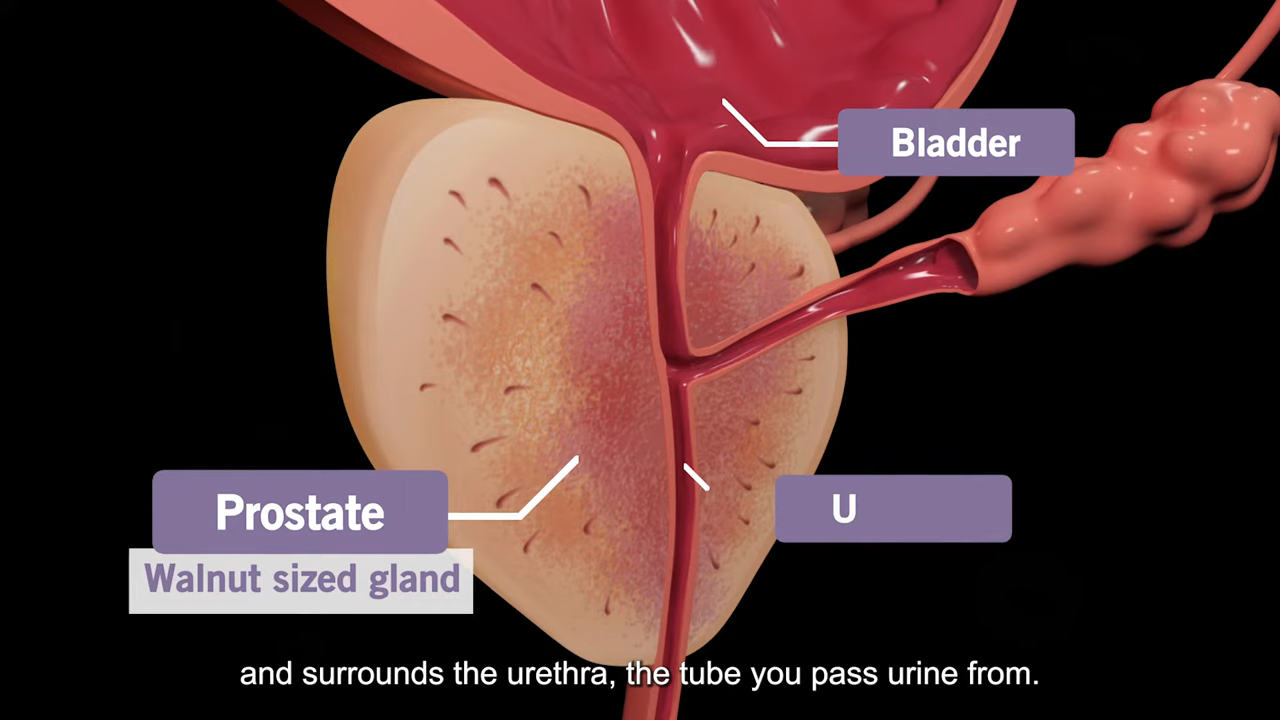 Bladder
Prostate
U
Walnut sized gland
and surrounds the urethra, the tube you pass urine from.